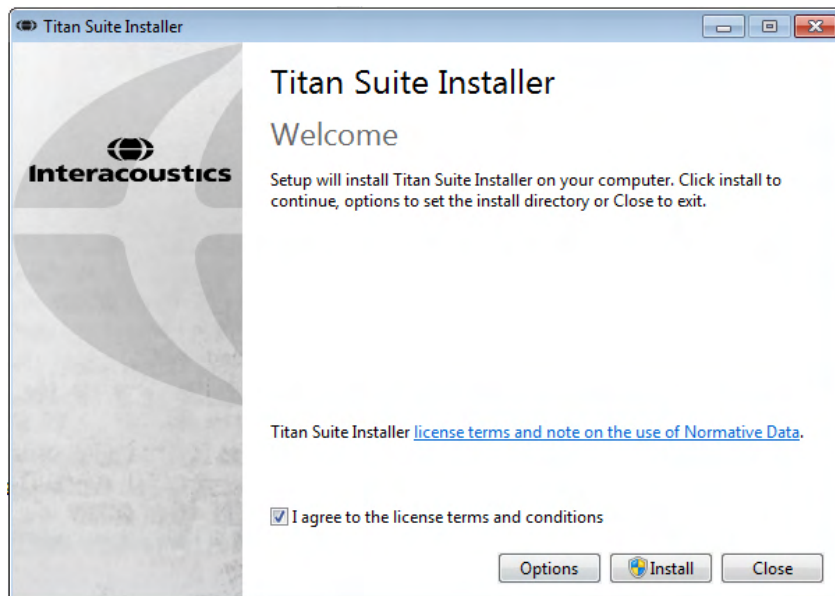 Titan Suite Installer
Interacoustics
Titan Suite Installer
Welcome
Setup will install Titan Suite Installer on your computer. Click install to
continue, options to set the install directory or Close to exit.
Titan Suite Installer license terms and note on the use of Normative Data.
I agree to the license terms and conditions
Options
Install
Close